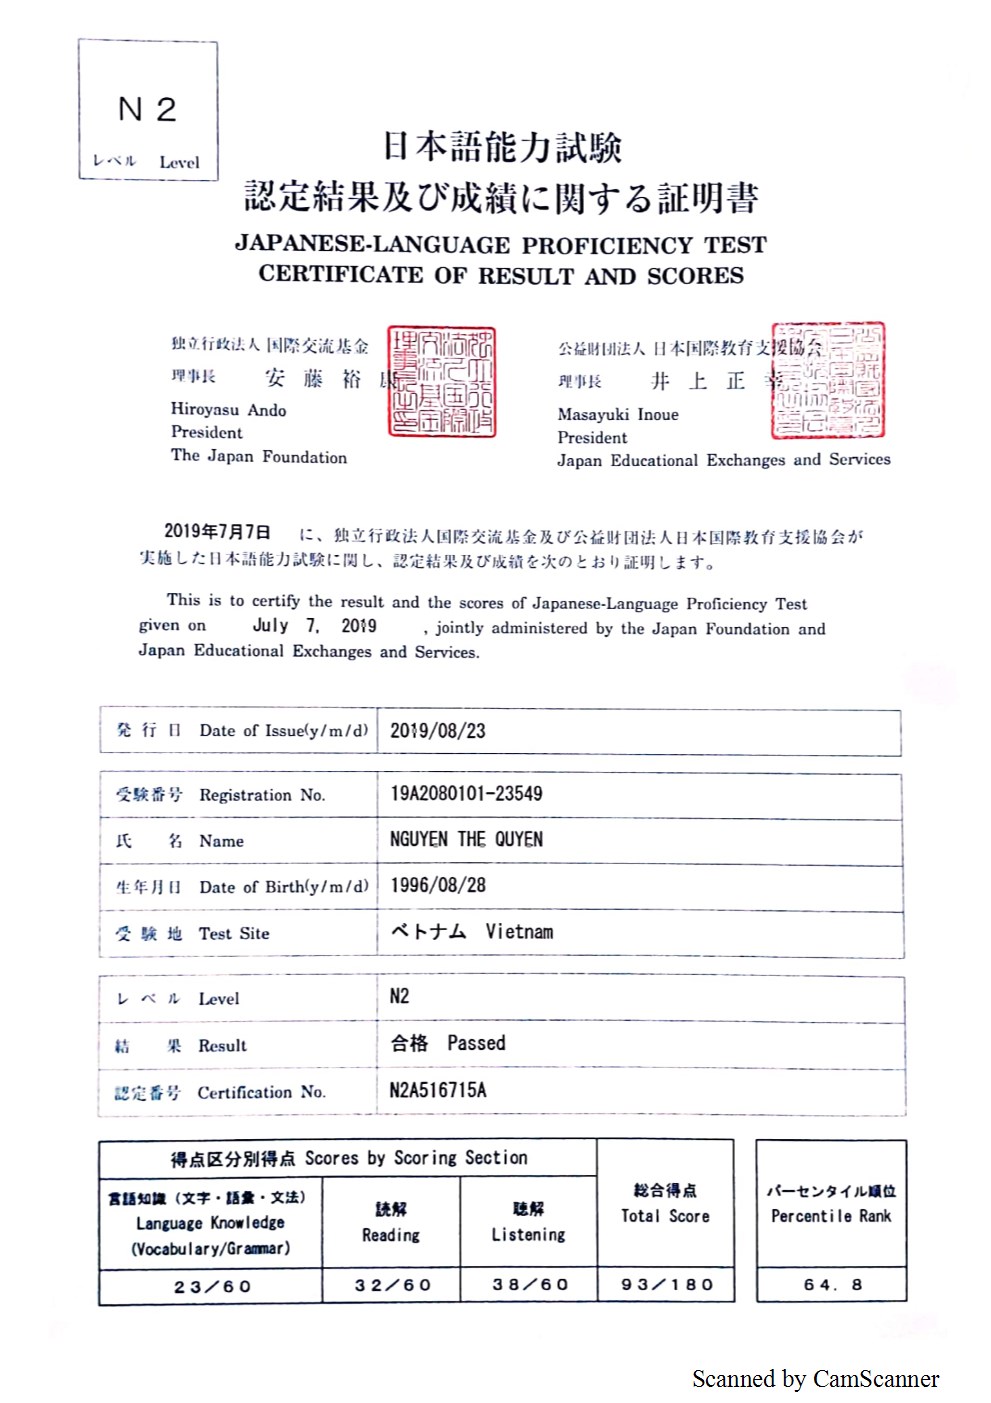 N2
レベル Level
日本語能力試験
認定結果及び成績に関する証明書
JAPANESE-LANGUAGE PROFICIENCY TEST
CERTIFICATE OF RESULT AND SCORES
独立行政法人 国際交流基金
理事長 安藤裕康
Hiroyasu Ando
President
The Japan Foundation
公益財団法人 日本国際教育支援協会
理事長 井上正幸
Masayuki Inoue
President
Japan Educational Exchanges and Services
2019年7月7日 に、独立行政法人国際交流基金及び公益財団法人日本国際教育支援協会が
実施した日本語能力試験に関し、認定結果及び成績を次のとおり証明します。
This is to certify the result and the scores of Japanese-Language Proficiency Test
given on July 7, 2019 , jointly administered by the Japan Foundation and
Japan Educational Exchanges and Services.
発行日 Date of Issue(y/m/d) 2019/08/23
受験番号 Registration No. 19A2080101-23549
氏名 Name NGUYEN THE QUYEN
生年月日 Date of Birth(y/m/d) 1996/08/28
受験地 Test Site ベトナム Vietnam
レベル Level N2
結果 Result 合格 Passed
認定番号 Certification No. N2A516715A
得点区分別得点 Scores by Scoring Section
言語知識(文字・語彙・文法)
Language Knowledge
(Vocabulary/Grammar)
読解
Reading
聴解
Listening
総合得点
Total Score
パーセンタイル順位
Percentile Rank
23/60 32/60 38/60 93/180 64.8
Scanned by CamScanner